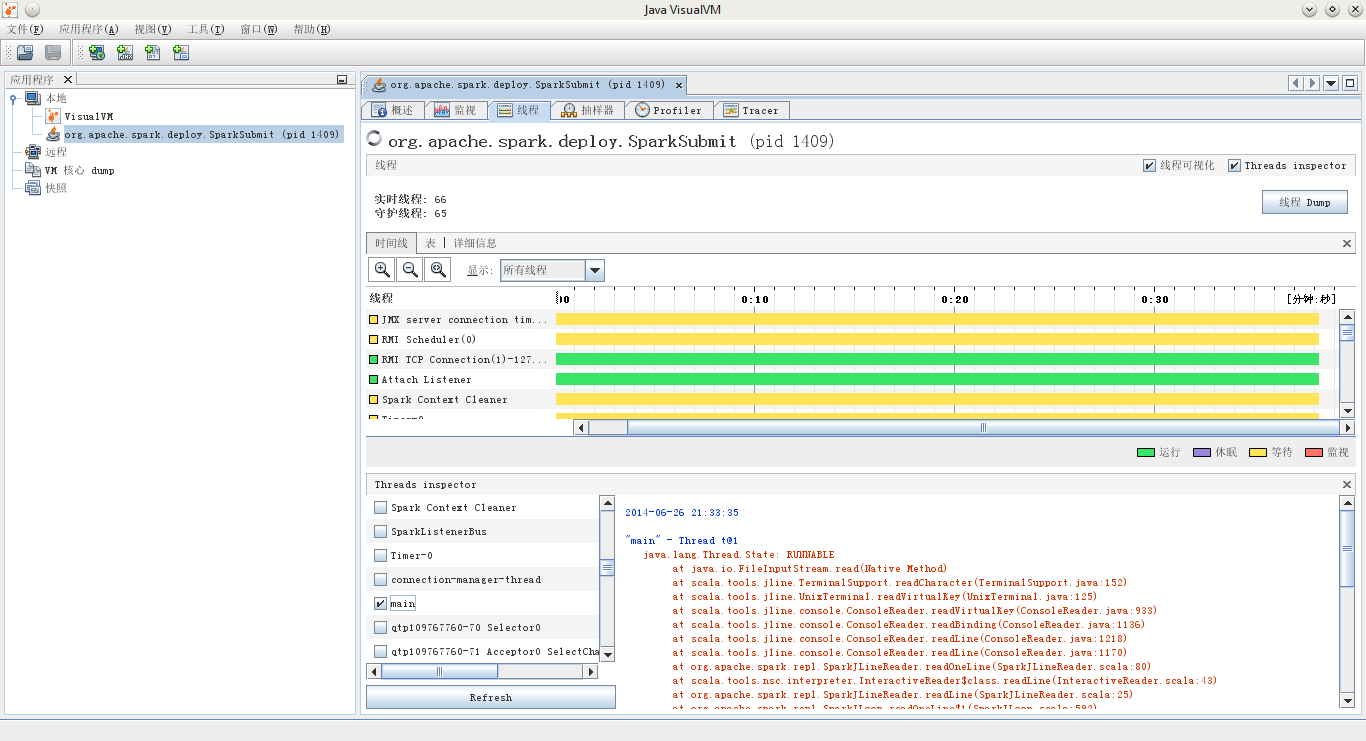 Java VisualVM
文件(F) 应用程序(A) 视图(V) 工具(T) 窗口(W) 帮助(H)
应用程序
本地
VisualVM
org.apache.spark.deploy.SparkSubmit (pid 1409)
远程
VM 核心 dump
快照
org.apache.spark.deploy.SparkSubmit (pid 1409)
概述 监视 线程 抽样器 Profiler Tracer
org.apache.spark.deploy.SparkSubmit (pid 1409)
线程 线程可视化 Threads inspector
实时线程: 66
守护线程: 65
线程 Dump
时间线 表 详细信息
显示: 所有线程
线程 0:10 0:20 0:30 [分钟:秒]
JMX server connection tim...
RMI Scheduler(0)
RMI TCP Connection(1)-127...
Attach Listener
Spark Context Cleaner
Timer-0
运行 休眠 等待 监视
Threads inspector
Spark Context Cleaner
SparkListenerBus
Timer-0
connection-manager-thread
main
qtp109767760-70 Selector0
qtp109767760-71 Acceptor0 SelectCha
Refresh
2014-06-26 21:33:35
"main" - Thread t@1
java.lang.Thread.State: RUNNABLE
at java.io.FileInputStream.read(Native Method)
at scala.tools.jline.TerminalSupport.readCharacter(TerminalSupport.java:152)
at scala.tools.jline.UnixTerminal.readVirtualKey(UnixTerminal.java:125)
at scala.tools.jline.console.ConsoleReader.readVirtualKey(ConsoleReader.java:933)
at scala.tools.jline.console.ConsoleReader.readBinding(ConsoleReader.java:1136)
at scala.tools.jline.console.ConsoleReader.readLine(ConsoleReader.java:1218)
at scala.tools.jline.console.ConsoleReader.readLine(ConsoleReader.java:1170)
at org.apache.spark.repl.SparkJLineReader.readOneLine(SparkJLineReader.scala:80)
at scala.tools.nsc.interpreter.InteractiveReader$class.readLine(InteractiveReader.scala:43)
at org.apache.spark.repl.SparkJLineReader.readLine(SparkJLineReader.scala:25)
at org.apache.spark.repl.SparkILoop.readOneLine$1(SparkILoop.scala:592)